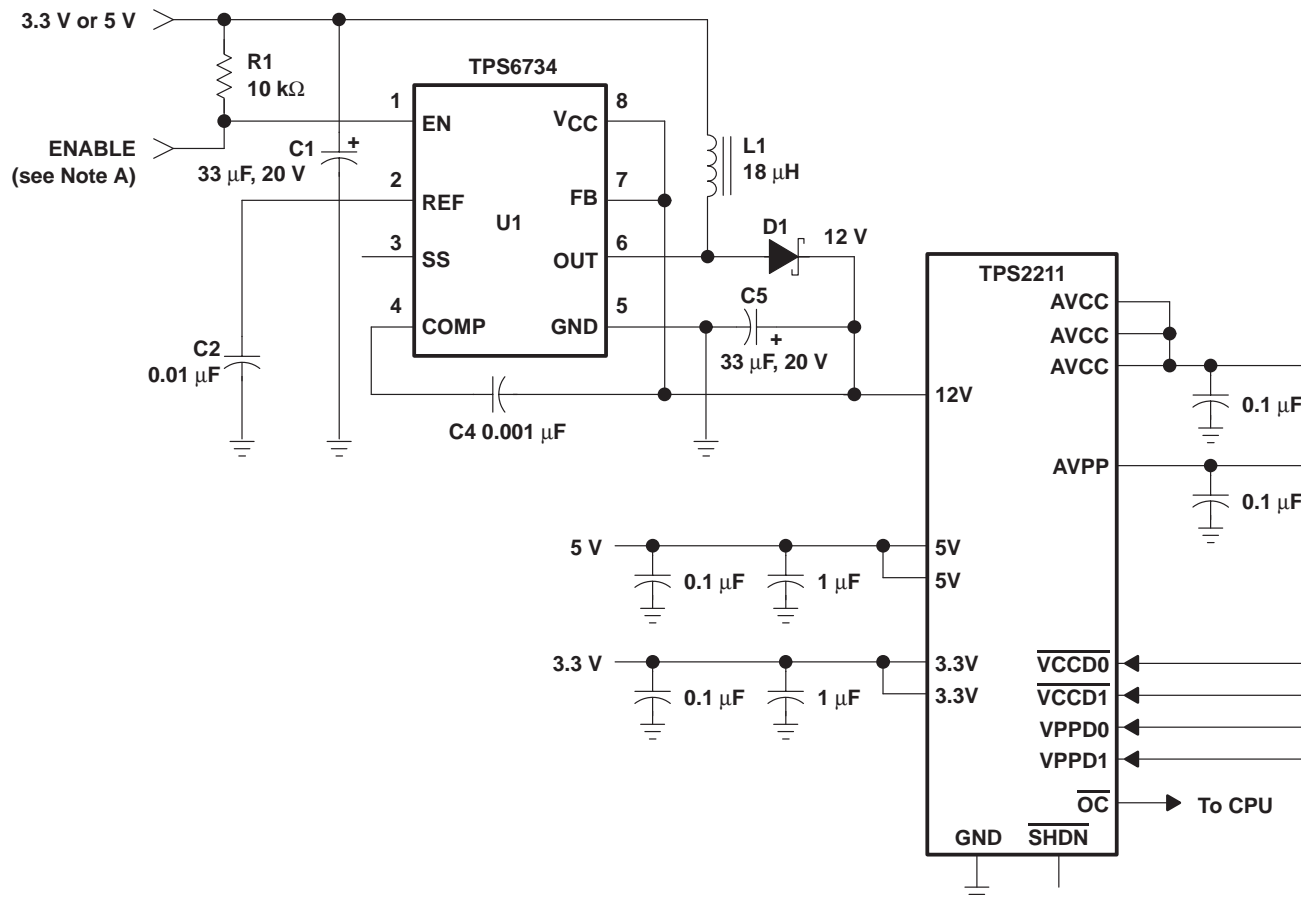 3.3 V or 5 V
R1
10 kΩ
ENABLE
(see Note A)
C1
+
33 μF, 20 V
C2
0.01 μF
TPS6734
1
EN
2
REF
3
SS
4
COMP
U1
8
VCC
7
FB
6
OUT
5
GND
C4 0.001 μF
L1
18 μH
D1
12 V
C5
+
33 μF, 20 V
TPS2211
AVCC
AVCC
AVCC
0.1 μF
12V
AVPP
0.1 μF
5 V
0.1 μF
1 μF
5V
5V
3.3 V
0.1 μF
1 μF
3.3V
3.3V
VCCD0
VCCD1
VPPD0
VPPD1
OC
To CPU
GND
SHDN